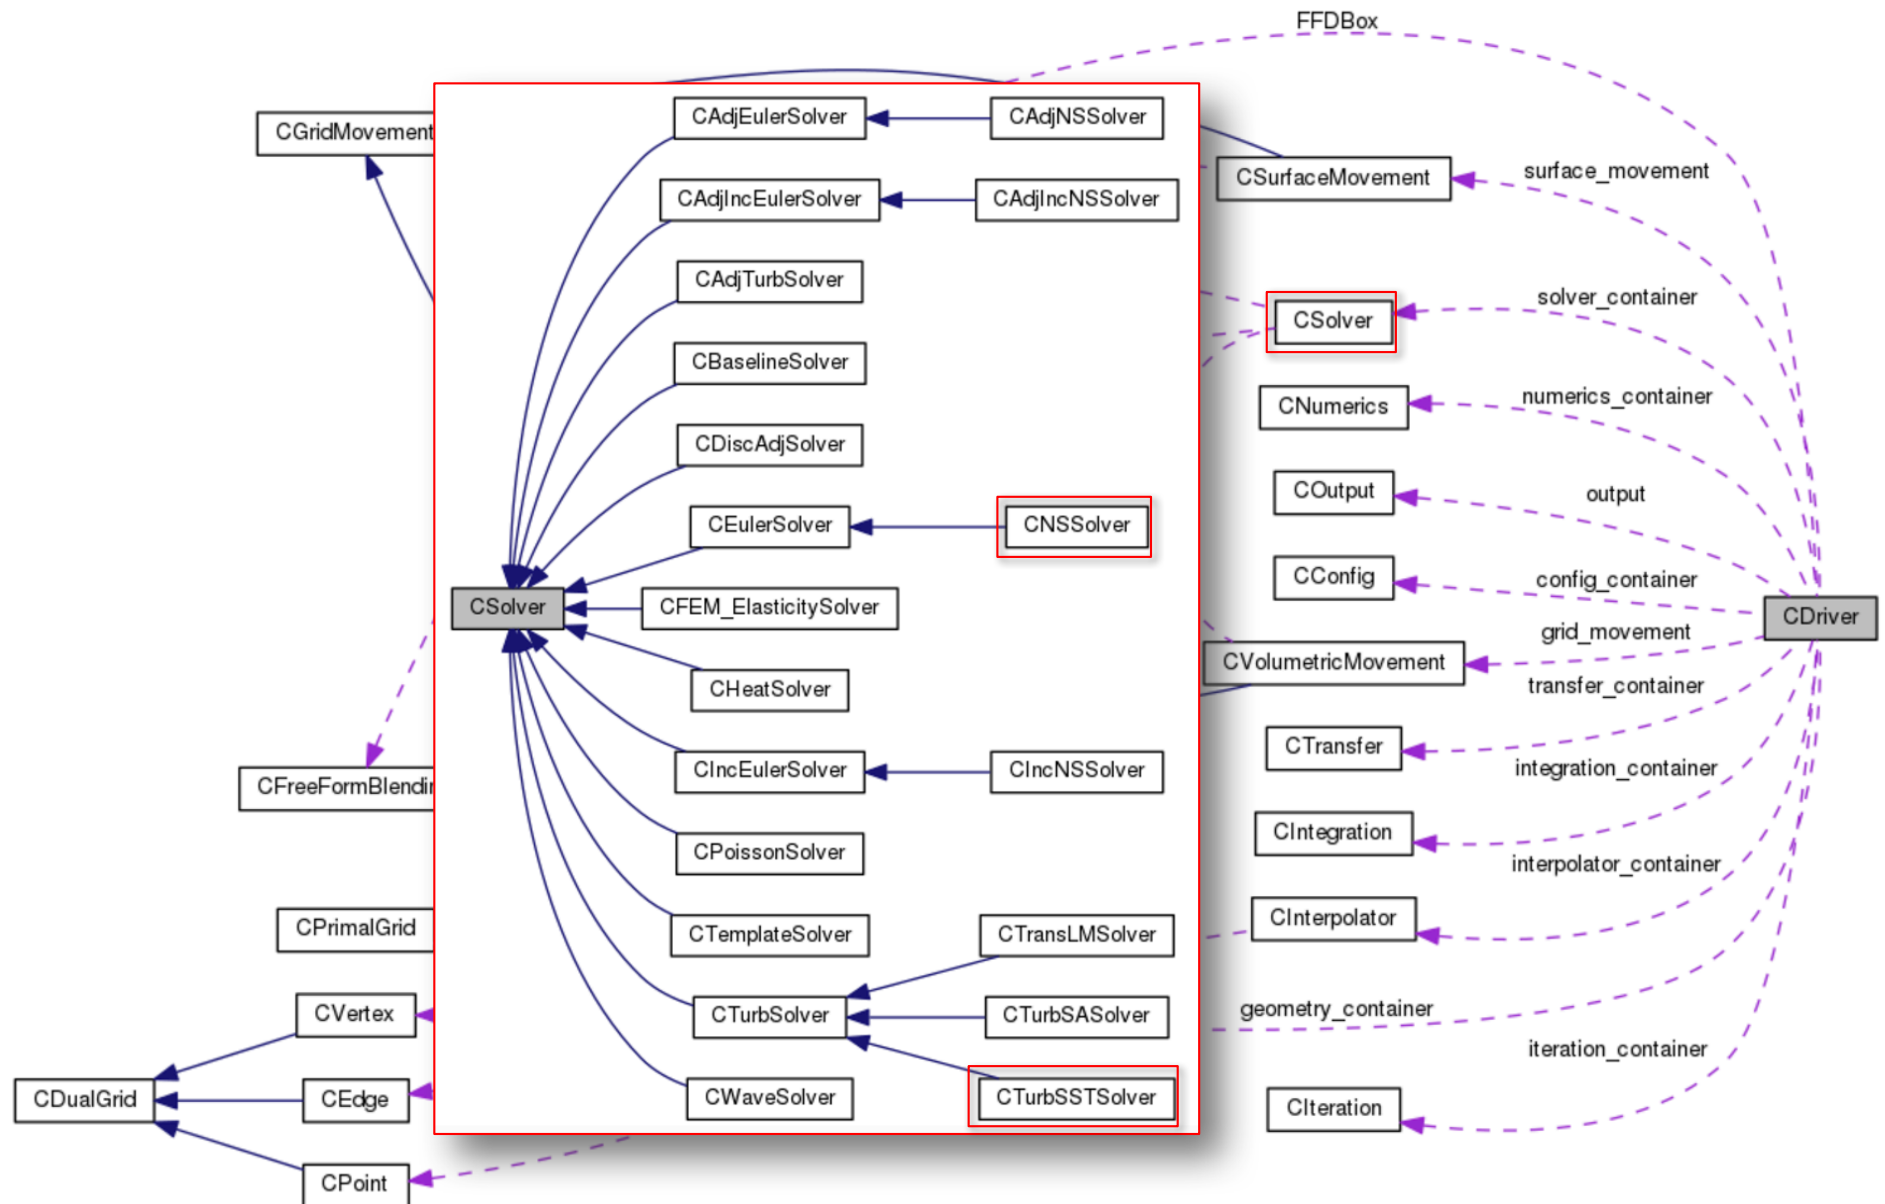 FFDBox
CGridMovement
CAdjEulerSolver
CAdjNSSolver
CSurfaceMovement
surface_movement
CAdjIncEulerSolver
CAdjIncNSSolver
CAdjTurbSolver
CSolver
solver_container
CBaselineSolver
CNumerics
numerics_container
CDiscAdjSolver
COutput
output
CEulerSolver
CNSSolver
CConfig
config_container
CSolver
CFEM_ElasticitySolver
CDriver
grid_movement
CVolumetricMovement
CHeatSolver
transfer_container
CTransfer
CIncEulerSolver
CIncNSSolver
integration_container
CFreeFormBlendin
CIntegration
CPoissonSolver
interpolator_container
CPrimalGrid
CInterpolator
CTemplateSolver
CTransLMSolver
CVertex
CTurbSolver
CTurbSASolver
geometry_container
iteration_container
CDualGrid
CEdge
CWaveSolver
CTurbSSTSolver
CIteration
CPoint